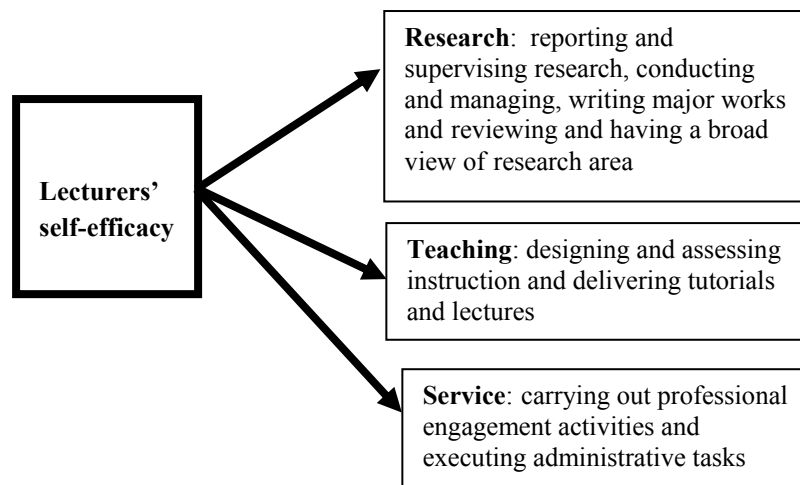 Lecturers’
self-efficacy
Research:  reporting and
supervising research, conducting
and managing, writing major works
and reviewing and having a broad
view of research area
Teaching: designing and assessing
instruction and delivering tutorials
and lectures
Service: carrying out professional
engagement activities and
executing administrative tasks